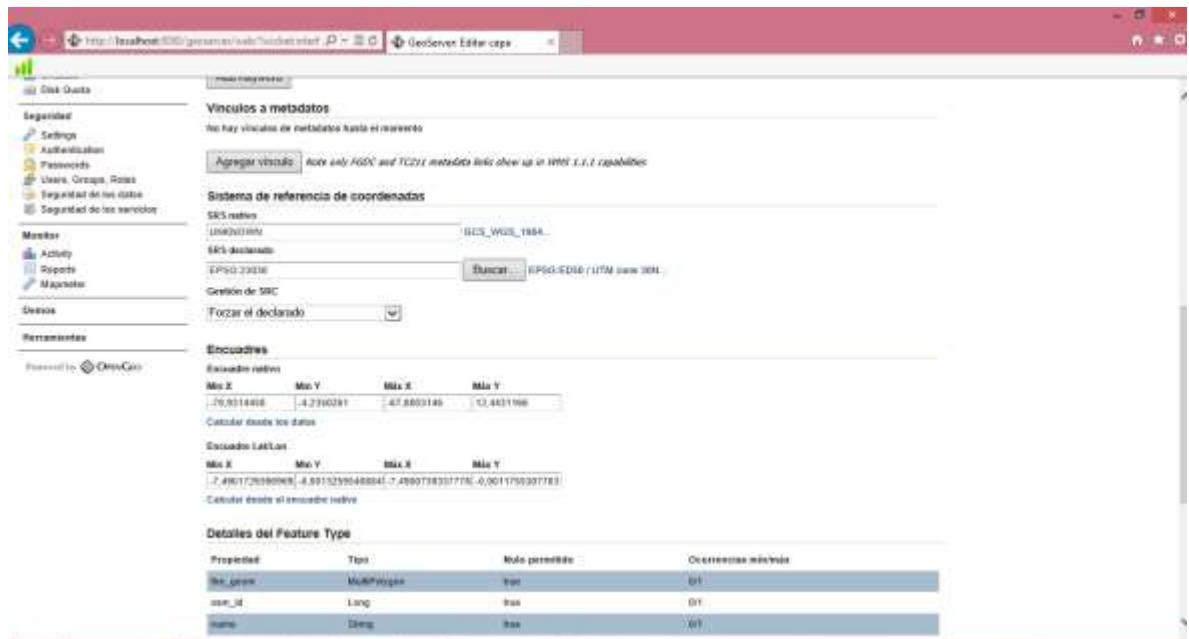 GeoServer: Editar capa
Disk Quota
Seguridad
Settings
Authentication
Passwords
Users, Groups, Roles
Seguridad de los datos
Seguridad de los servicios
Monitor
Activity
Reports
Mapmeter
Demos
Herramientas
Powered by OpenGeo
Vínculos a metadatos
No hay vínculos de metadatos hasta el momento
Agregar vínculo Note only FGDC and TC211 metadata links show up in WMS 1.1.1 capabilities
Sistema de referencia de coordenadas
SRS nativo
UNKNOWN GCS_WGS_1984...
SRS declarado
EPSG:23030 Buscar... EPSG:ED50 / UTM zone 30N...
Gestión de SRC
Forzar el declarado
Encuadres
Encuadre nativo
Min X Min Y Máx X Máx Y
Calcular desde los datos
Encuadre Lat/Lon
Min X Min Y Máx X Máx Y
Calcular desde el encuadre nativo
Detalles del Feature Type
Propiedad Tipo Nulo permitido Ocurrencias min/máx
the_geom MultiPolygon true 0/1
osm_id Long true 0/1
name String true 0/1